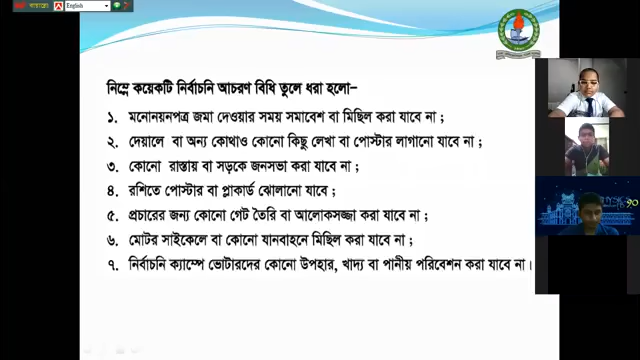 English
নিম্নে কয়েকটি নির্বাচনি আচরণ বিধি তুলে ধরা হলো-
১. মনোনয়নপত্র জমা দেওয়ার সময় সমাবেশ বা মিছিল করা যাবে না ;
২. দেয়ালে বা অন্য কোথাও কোনো কিছু লেখা বা পোস্টার লাগানো যাবে না ;
৩. কোনো রাস্তায় বা সড়কে জনসভা করা যাবে না ;
৪. রশিতে পোস্টার বা প্লাকার্ড ঝোলানো যাবে ;
৫. প্রচারের জন্য কোনো গেট তৈরি বা আলোকসজ্জা করা যাবে না ;
৬. মোটর সাইকেলে বা কোনো যানবাহনে মিছিল করা যাবে না ;
৭. নির্বাচনি ক্যাম্পে ভোটারদের কোনো উপহার, খাদ্য বা পানীয় পরিবেশন করা যাবে না।